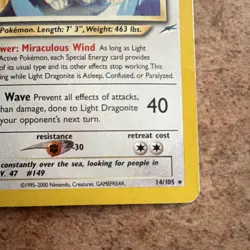 Pokémon. Length: 7' 3", Weight: 463 lbs.
ower: Miraculous Wind As long as Light
Active Pokémon, each Special Energy card provides
of its usual type and its other effects stop working. This
while Light Dragonite is Asleep, Confused, or Paralyzed.
Wave Prevent all effects of attacks,
than damage, done to Light Dragonite
your opponent's next turn.
40
resistance
-30
retreat cost
constantly over the sea, looking for people in
V. 47 #149
©1995-2000 Nintendo, Creatures, GAMEFREAK.
14/105